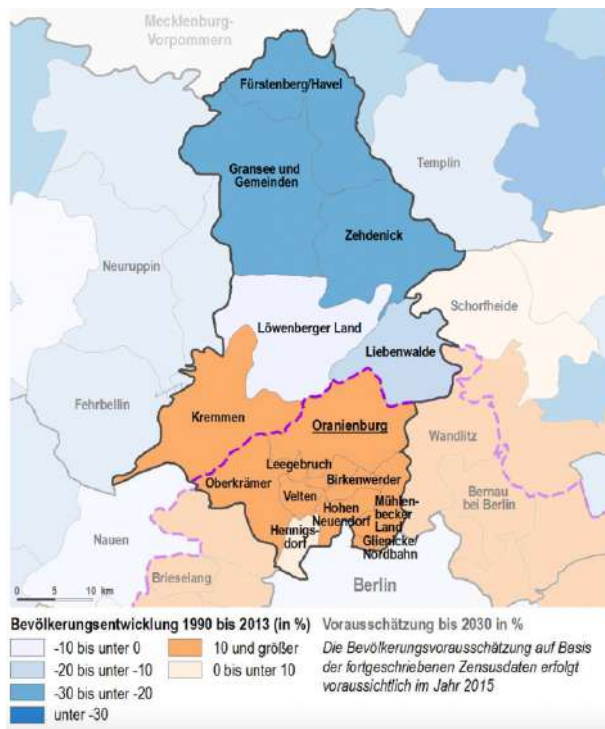 Mecklenburg-
Vorpommern
Fürstenberg/Havel
Gransee und
Gemeinden
Templin
Zehdenick
Neuruppin
Schorfheide
Löwenberger Land
Liebenwalde
Fehrbellin
Kremmen
Oranienburg
Wandlitz
Leegebruch
Oberkrämer
Birkenwerder
Velten
Bernau
bei Berlin
Mühlen-
becker
Land
Hohen
Neuendorf
Hennigs-
dorf
Glienicke/
Nordbahn
Nauen
Brieselang
Berlin
0 5 10 km
Bevölkerungsentwicklung 1990 bis 2013 (in %)
-10 bis unter 0
-20 bis unter -10
-30 bis unter -20
unter -30
10 und größer
0 bis unter 10
Vorausschätzung bis 2030 in %
Die Bevölkerungsvorausschätzung auf Basis
der fortgeschriebenen Zensusdaten erfolgt
voraussichtlich im Jahr 2015